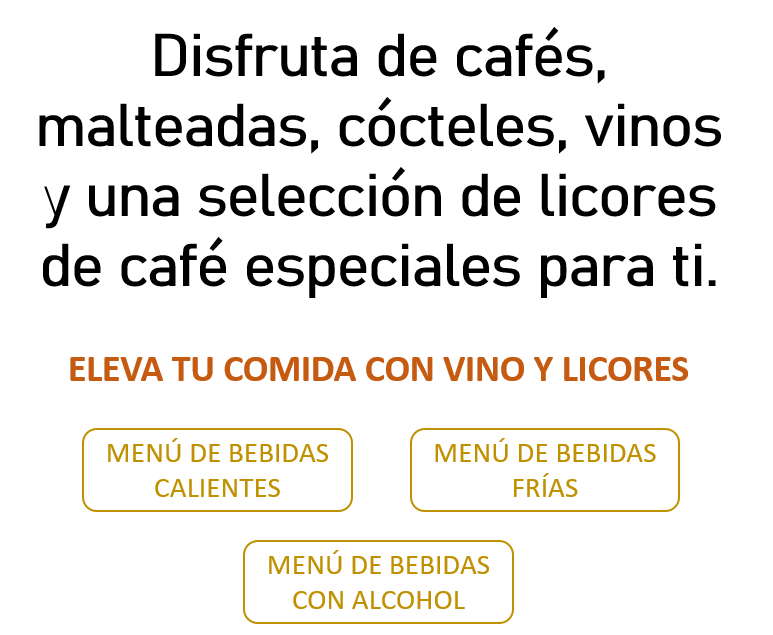 Disfruta de cafés,
malteadas, cócteles, vinos
y una selección de licores
de café especiales para ti.
ELEVA TU COMIDA CON VINO Y LICORES
MENÚ DE BEBIDAS
CALIENTES
MENÚ DE BEBIDAS
FRÍAS
MENÚ DE BEBIDAS
CON ALCOHOL